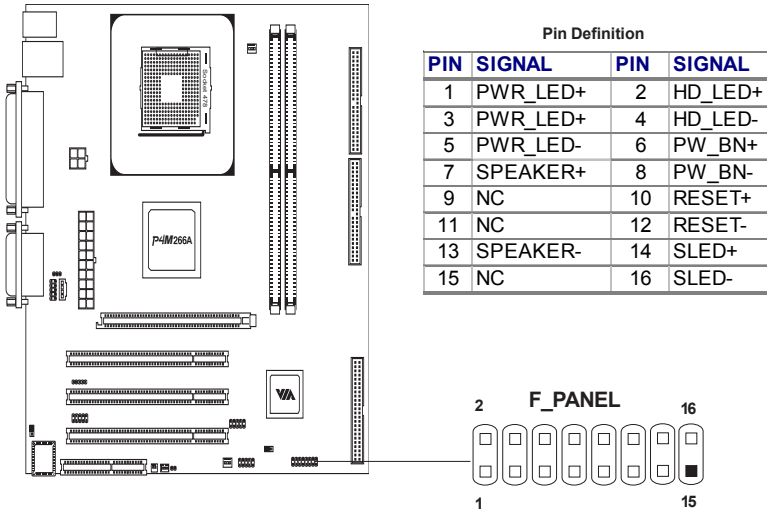 Pin Definition
PIN SIGNAL PIN SIGNAL
1 PWR_LED+ 2 HD_LED+
3 PWR_LED+ 4 HD_LED-
5 PWR_LED- 6 PW_BN+
7 SPEAKER+ 8 PW_BN-
9 NC 10 RESET+
11 NC 12 RESET-
13 SPEAKER- 14 SLED+
15 NC 16 SLED-
Socket 478
P4M266A
VIA
2 F_PANEL 16
1 15